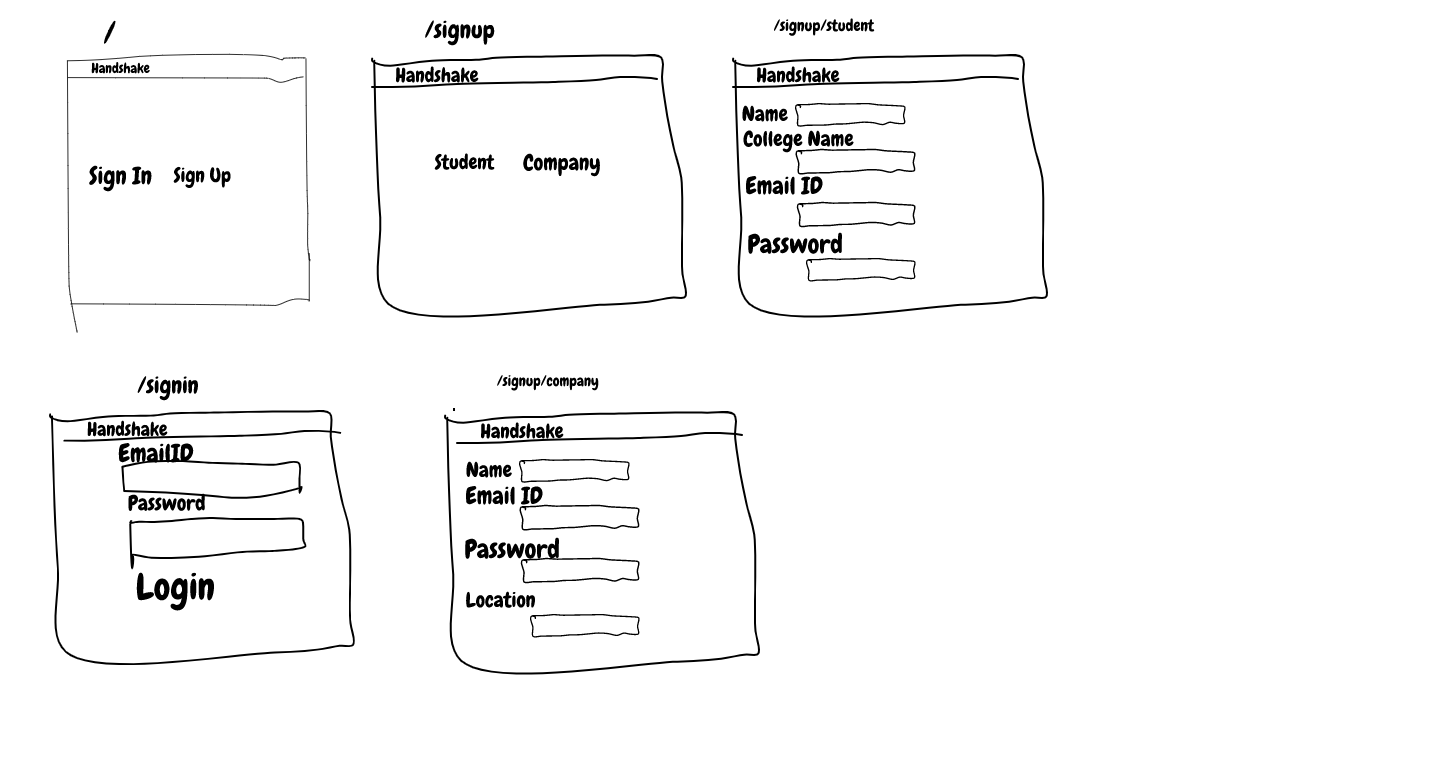 /
Handshake
Sign In Sign Up
/signup
Handshake
Student Company
/signup/student
Handshake
Name
College Name
Email ID
Password
/signin
Handshake
EmailID
Password
Login
/signup/company
Handshake
Name
Email ID
Password
Location